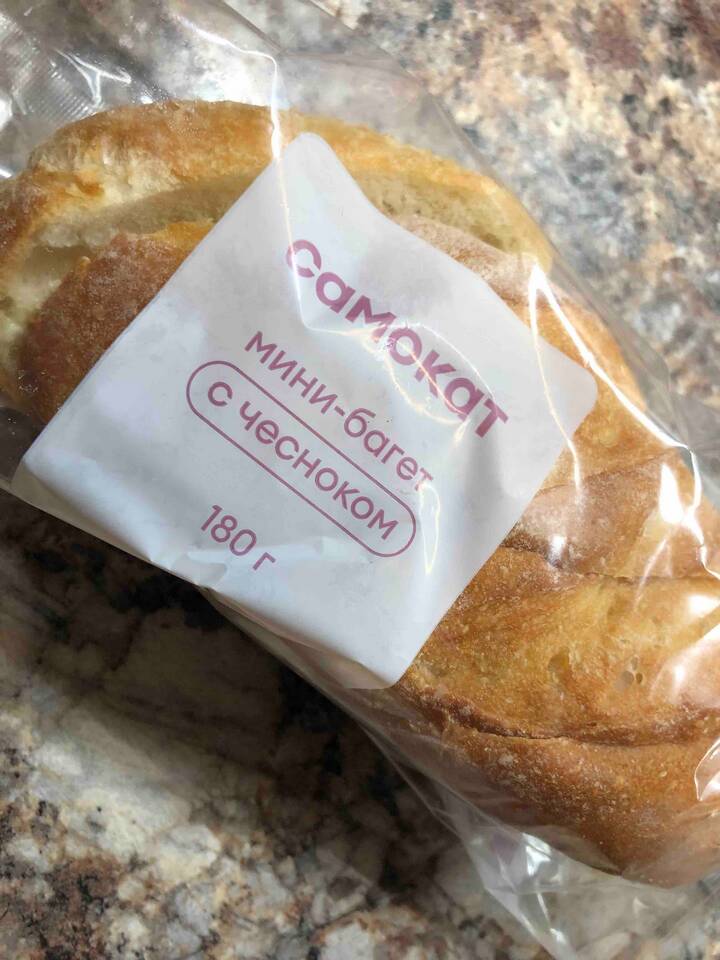 самокат
мини-багет
с чесноком
180 г